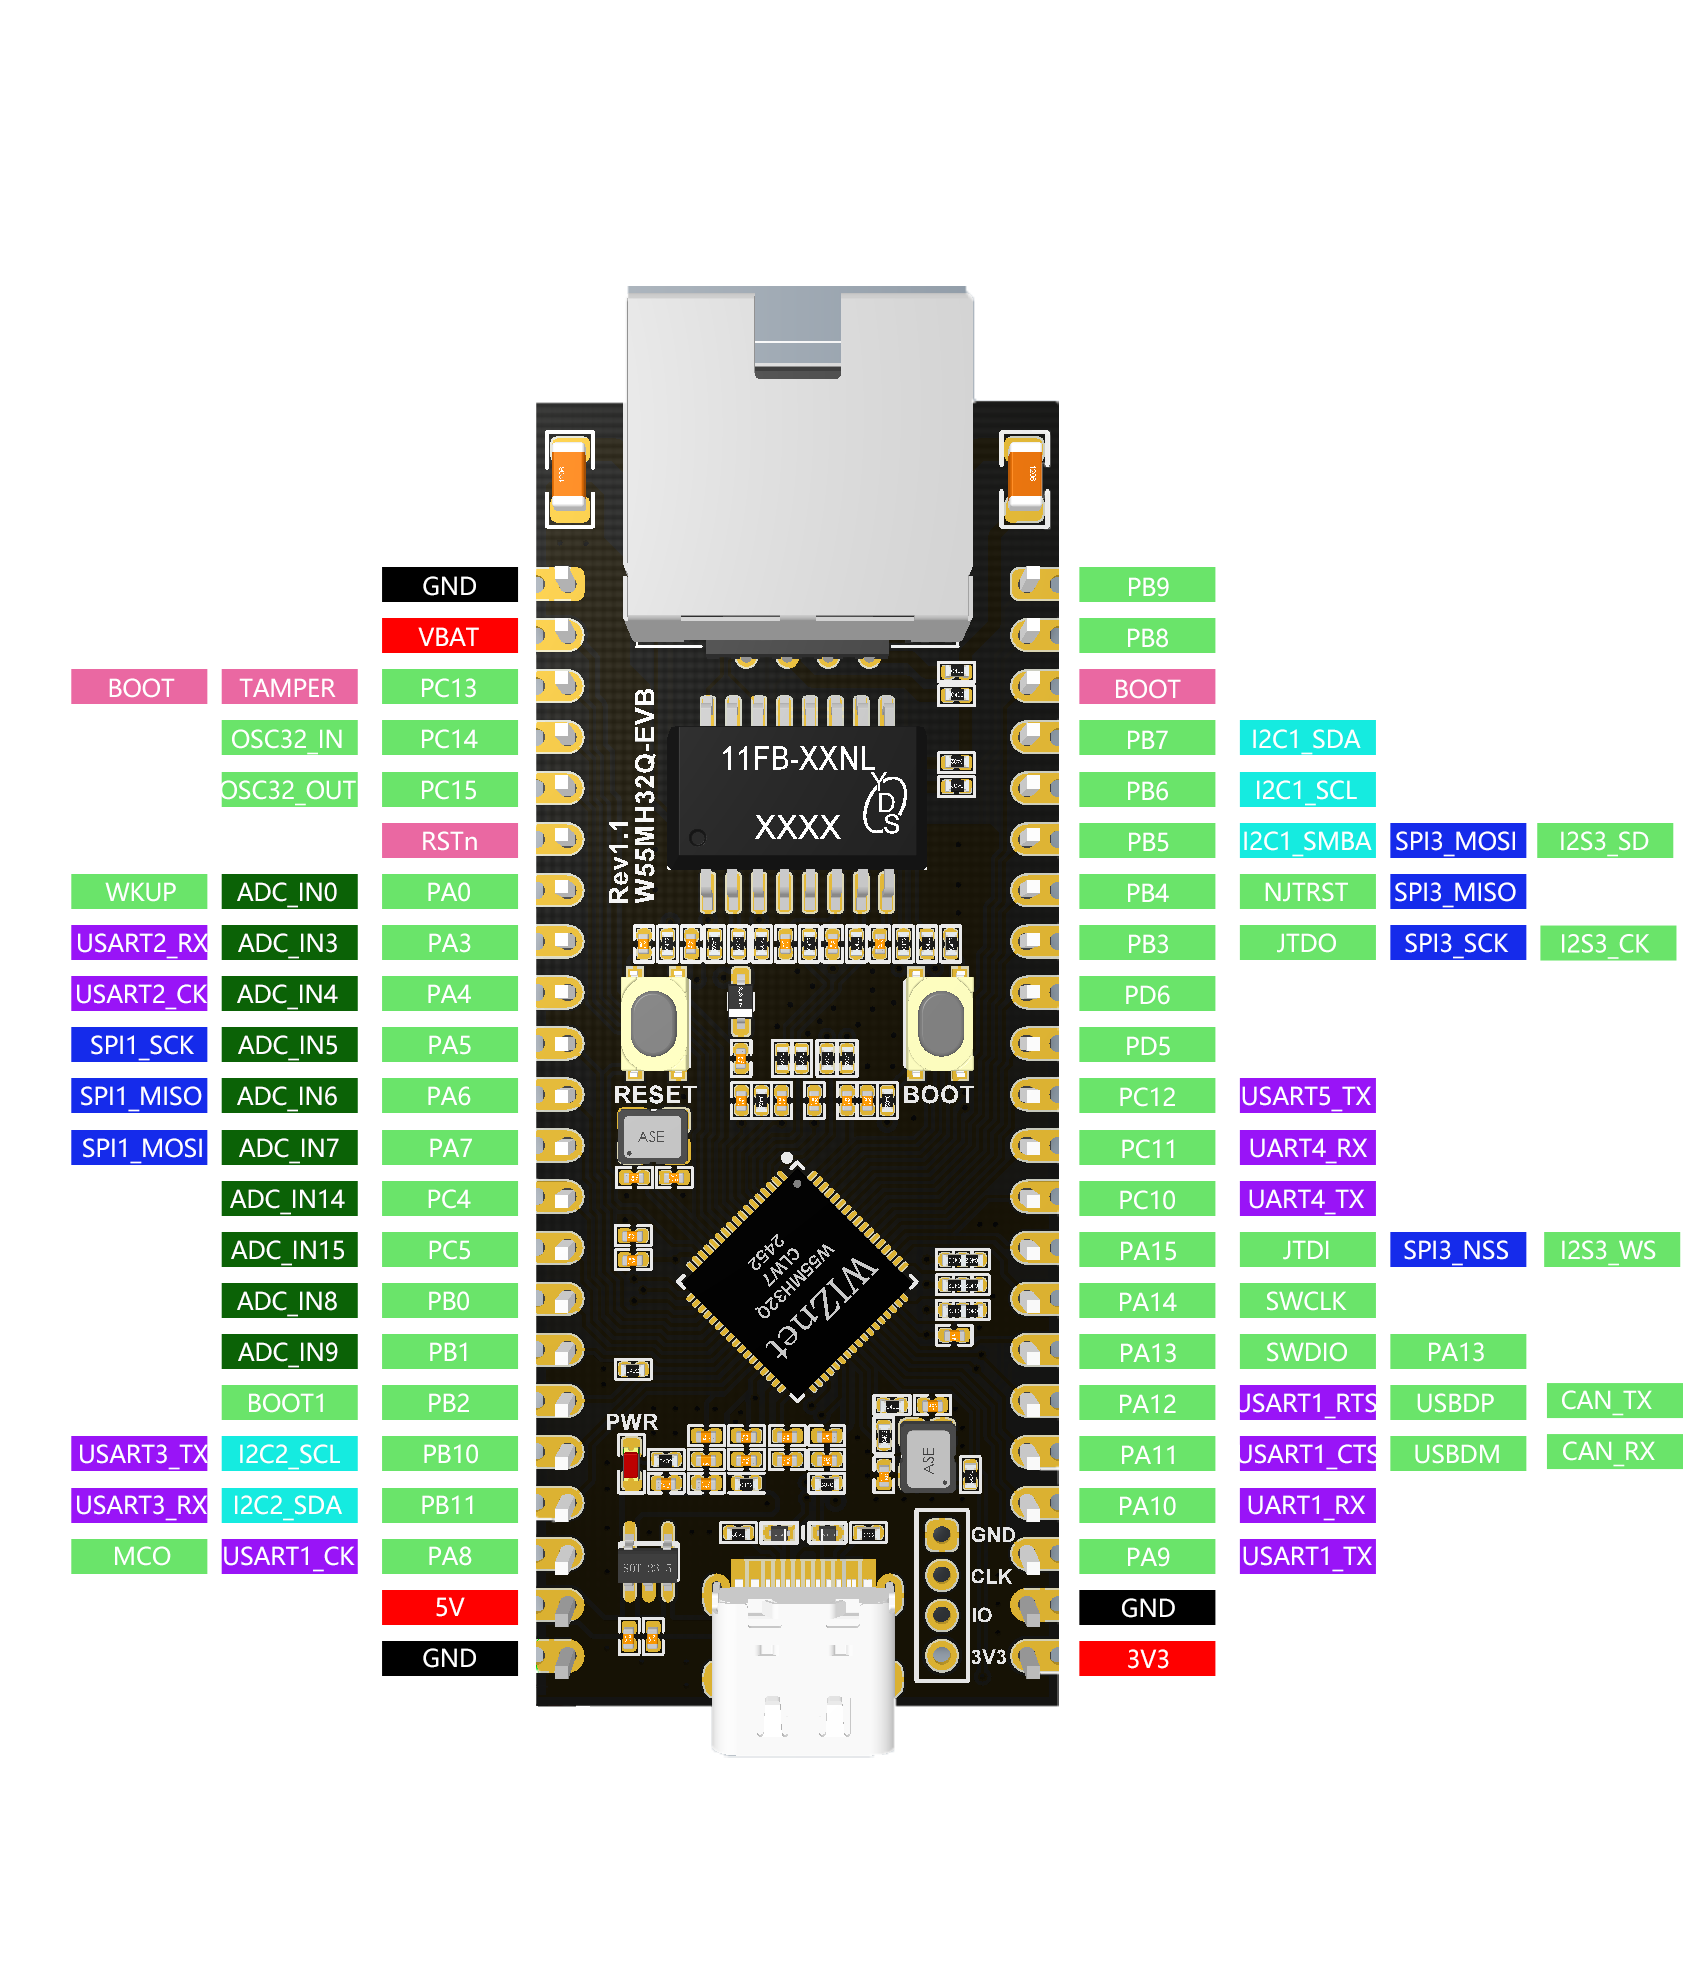 GND PB9
VBAT PB8
BOOT TAMPER PC13 BOOT
OSC32_IN PC14 PB7 I2C1_SDA
OSC32_OUT PC15 PB6 I2C1_SCL
RSTn PB5 I2C1_SMBA SPI3_MOSI I2S3_SD
WKUP ADC_IN0 PA0 PB4 NJTRST SPI3_MISO
USART2_RX ADC_IN3 PA3 PB3 JTDO SPI3_SCK I2S3_CK
USART2_CK ADC_IN4 PA4 PD6
SPI1_SCK ADC_IN5 PA5 PD5
SPI1_MISO ADC_IN6 PA6 PC12 USART5_TX
SPI1_MOSI ADC_IN7 PA7 PC11 UART4_RX
ADC_IN14 PC4 PC10 UART4_TX
ADC_IN15 PC5 PA15 JTDI SPI3_NSS I2S3_WS
ADC_IN8 PB0 PA14 SWCLK
ADC_IN9 PB1 PA13 SWDIO PA13
BOOT1 PB2 PA12 USART1_RTS USBDP CAN_TX
USART3_TX I2C2_SCL PB10 PA11 USART1_CTS USBDM CAN_RX
USART3_RX I2C2_SDA PB11 PA10 UART1_RX
MCO USART1_CK PA8 PA9 USART1_TX
5V GND
GND 3V3
1206
Rev1.1
W55MH32Q-EVB
11FB-XXNL
YDS
XXXX
RESET
BOOT
ASE
WIZnet
W55MH32Q
CLW7
2452
PWR
ASE
SOT 23 5
GND
CLK
IO
3V3